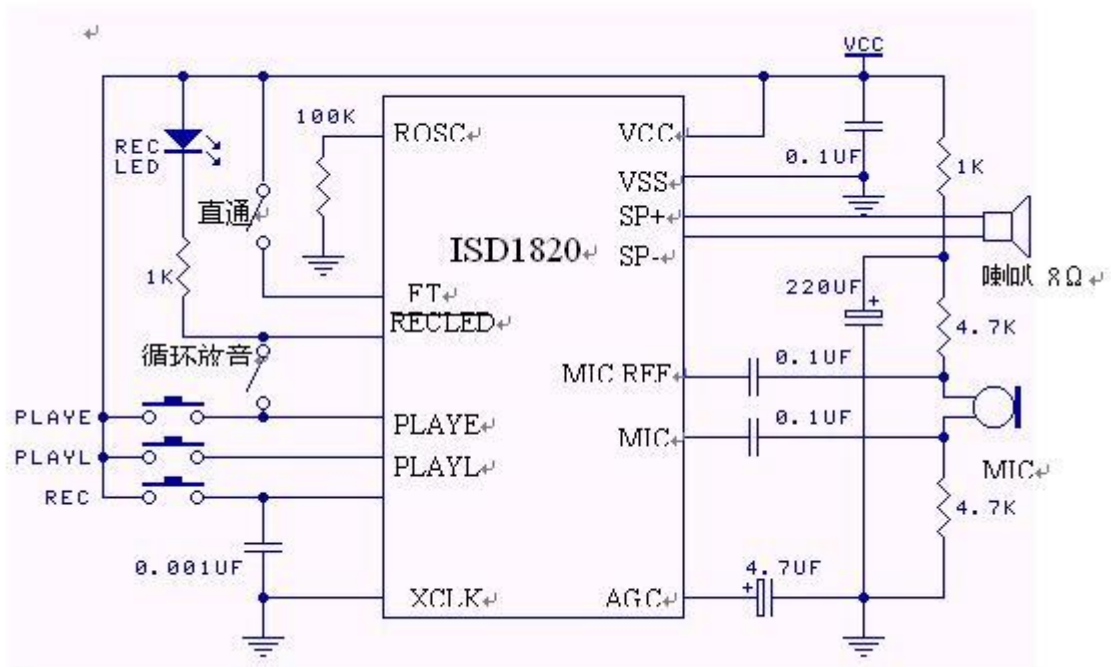 VCC
100K
ROSC
VCC
REC
LED
0.1UF
1K
VSS
直通
SP+
ISD1820
SP-
喇叭 8Ω
1K
FT
220UF
+
RECLED
4.7K
循环放音
0.1UF
MIC REF
PLAYE
PLAYE
0.1UF
MIC
PLAYL
PLAYL
MIC
REC
4.7K
0.001UF
4.7UF
+
XCLK
AGC